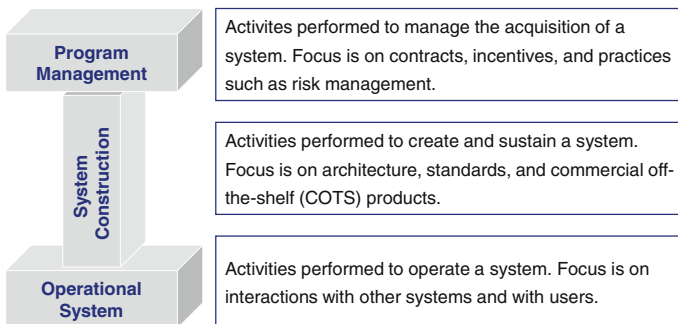 Program
Management
Activites performed to manage the acquisition of a
system. Focus is on contracts, incentives, and practices
such as risk management.
System
Construction
Activities performed to create and sustain a system.
Focus is on architecture, standards, and commercial off-
the-shelf (COTS) products.
Operational
System
Activities performed to operate a system. Focus is on
interactions with other systems and with users.